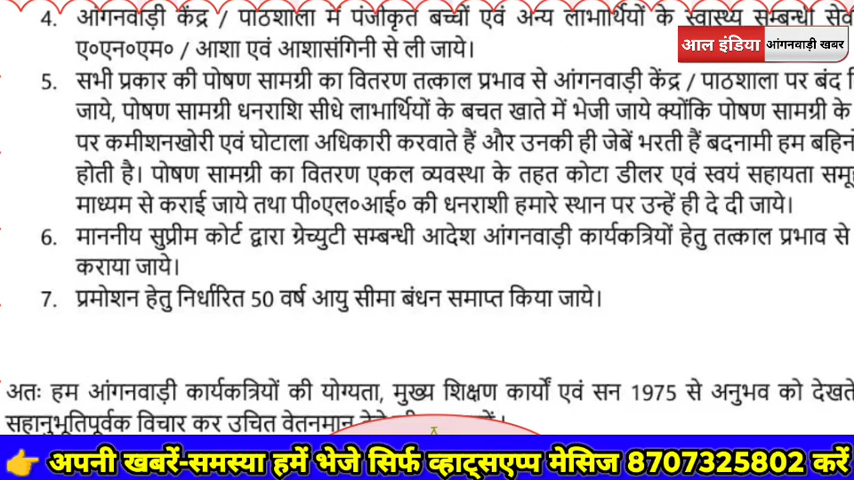 4. आंगनवाड़ी केंद्र / पाठशाला में पंजीकृत बच्चों एवं अन्य लाभार्थियों के स्वास्थ्य सम्बन्धी
ए०एन०एम० / आशा एवं आशासंगिनी से ली जाये।
आल इंडिया आंगनवाड़ी खबर
5. सभी प्रकार की पोषण सामग्री का वितरण तत्काल प्रभाव से आंगनवाड़ी केंद्र / पाठशाला पर बंद
जाये, पोषण सामग्री धनराशि सीधे लाभार्थियों के बचत खाते में भेजी जाये क्योंकि पोषण सामग्री के
पर कमीशनखोरी एवं घोटाला अधिकारी करवाते हैं और उनकी ही जेबें भरती हैं बदनामी हम
होती है। पोषण सामग्री का वितरण एकल व्यवस्था के तहत कोटा डीलर एवं स्वयं सहायता
माध्यम से कराई जाये तथा पी०एल०आई० की धनराशी हमारे स्थान पर उन्हें ही दे दी जाये।
6. माननीय सुप्रीम कोर्ट द्वारा ग्रेच्युटी सम्बन्धी आदेश आंगनवाड़ी कार्यकत्रियों हेतु तत्काल प्रभाव से
कराया जाये।
7. प्रमोशन हेतु निर्धारित 50 वर्ष आयु सीमा बंधन समाप्त किया जाये।
अतः हम आंगनवाड़ी कार्यकत्रियों की योग्यता, मुख्य शिक्षण कार्यों एवं सन 1975 से अनुभव को देखते
सहानुभूतिपूर्वक विचार कर उचित वेतनमान
👉 अपनी खबरें-समस्या हमें भेजे सिर्फ व्हाट्सएप्प मेसिज 8707325802 करें